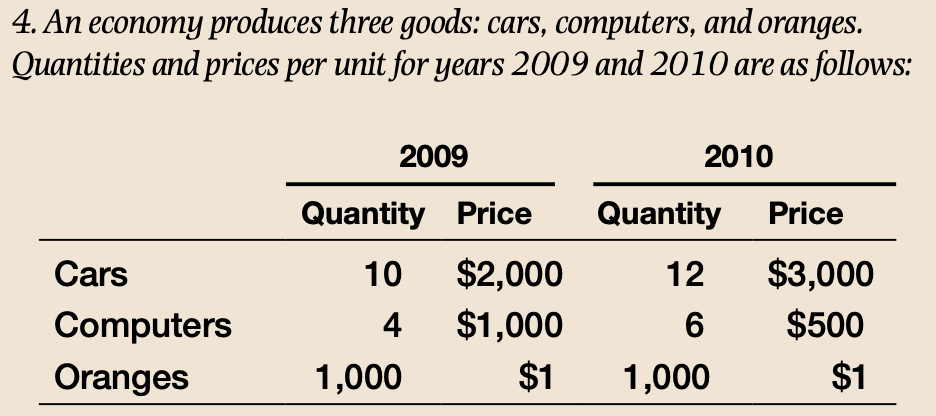 4. An economy produces three goods: cars, computers, and oranges.
Quantities and prices per unit for years 2009 and 2010 are as follows:
2009 2010
Quantity Price Quantity Price
Cars 10 $2,000 12 $3,000
Computers 4 $1,000 6 $500
Oranges 1,000 $1 1,000 $1